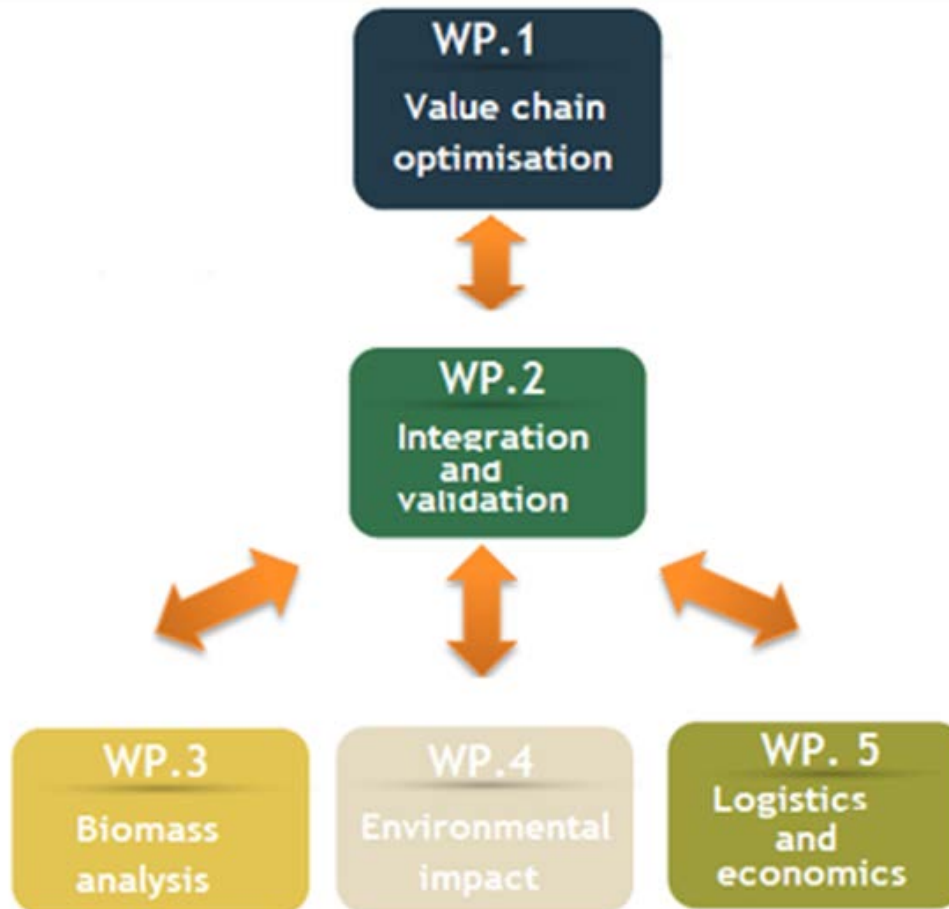 WP.1
Value chain
optimisation
WP.2
Integration
and
validation
WP.3
Biomass
analysis
WP.4
Environmental
impact
WP. 5
Logistics
and
economics